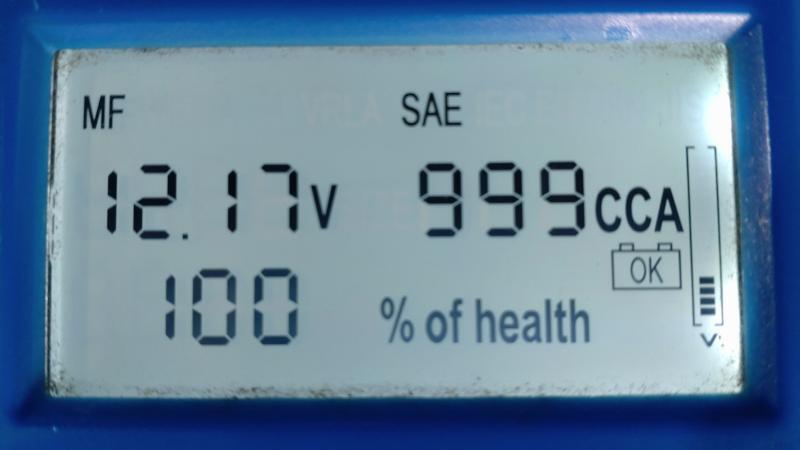 MF SAE
12.17 V 999 CCA
OK
100 % of health